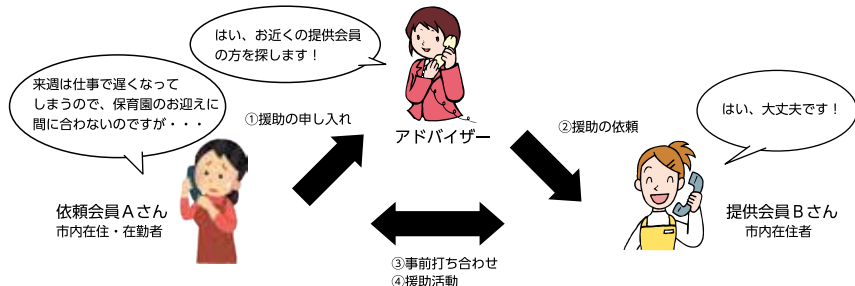 はい、お近くの提供会員
の方を探します！
来週は仕事で遅くなって
しまうので、保育園のお迎えに
間に合わないのですが・・・
①援助の申し入れ
アドバイザー
②援助の依頼
はい、大丈夫です！
依頼会員Ａさん
市内在住・在勤者
提供会員Ｂさん
市内在住者
③事前打ち合わせ
④援助活動